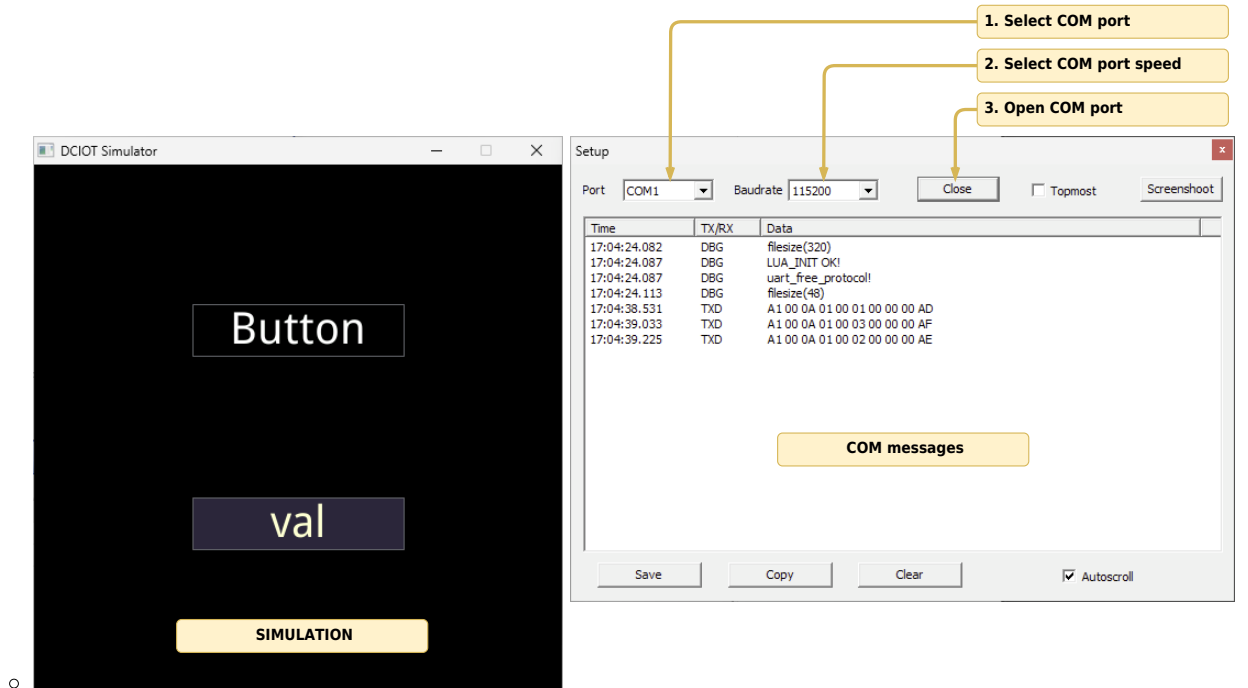 1. Select COM port
2. Select COM port speed
3. Open COM port
DCIOT Simulator
Button
val
SIMULATION
Setup
Port COM1 Baudrate 115200 Close Topmost Screenshoot
Time TX/RX Data
17:04:24.082 DBG filesize(320)
17:04:24.087 DBG LUA_INIT OK!
17:04:24.087 DBG uart_free_protocol!
17:04:24.113 DBG filesize(48)
17:04:38.531 TXD A1 00 0A 01 00 01 00 00 00 AD
17:04:39.033 TXD A1 00 0A 01 00 03 00 00 00 AF
17:04:39.225 TXD A1 00 0A 01 00 02 00 00 00 AE
COM messages
Save Copy Clear Autoscroll